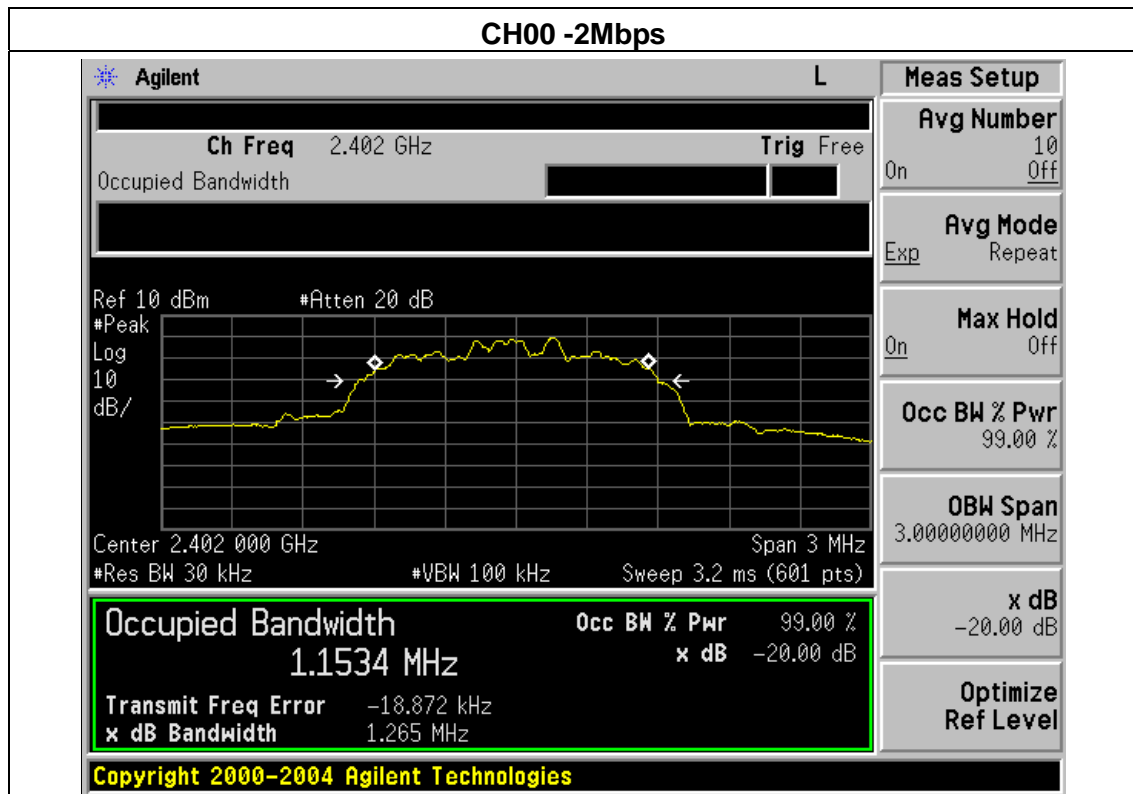 CH00 -2Mbps
Agilent L
Ch Freq 2.402 GHz Trig Free
Occupied Bandwidth
Ref 10 dBm #Atten 20 dB
#Peak
Log
10
dB/
Center 2.402 000 GHz Span 3 MHz
#Res BW 30 kHz #VBW 100 kHz Sweep 3.2 ms (601 pts)
Occupied Bandwidth Occ BW % Pwr 99.00 %
1.1534 MHz x dB -20.00 dB
Transmit Freq Error -18.872 kHz
x dB Bandwidth 1.265 MHz
Copyright 2000-2004 Agilent Technologies
Meas Setup
Avg Number
10
On Off
Avg Mode
Exp Repeat
Max Hold
On Off
Occ BW % Pwr
99.00 %
OBW Span
3.00000000 MHz
x dB
-20.00 dB
Optimize
Ref Level